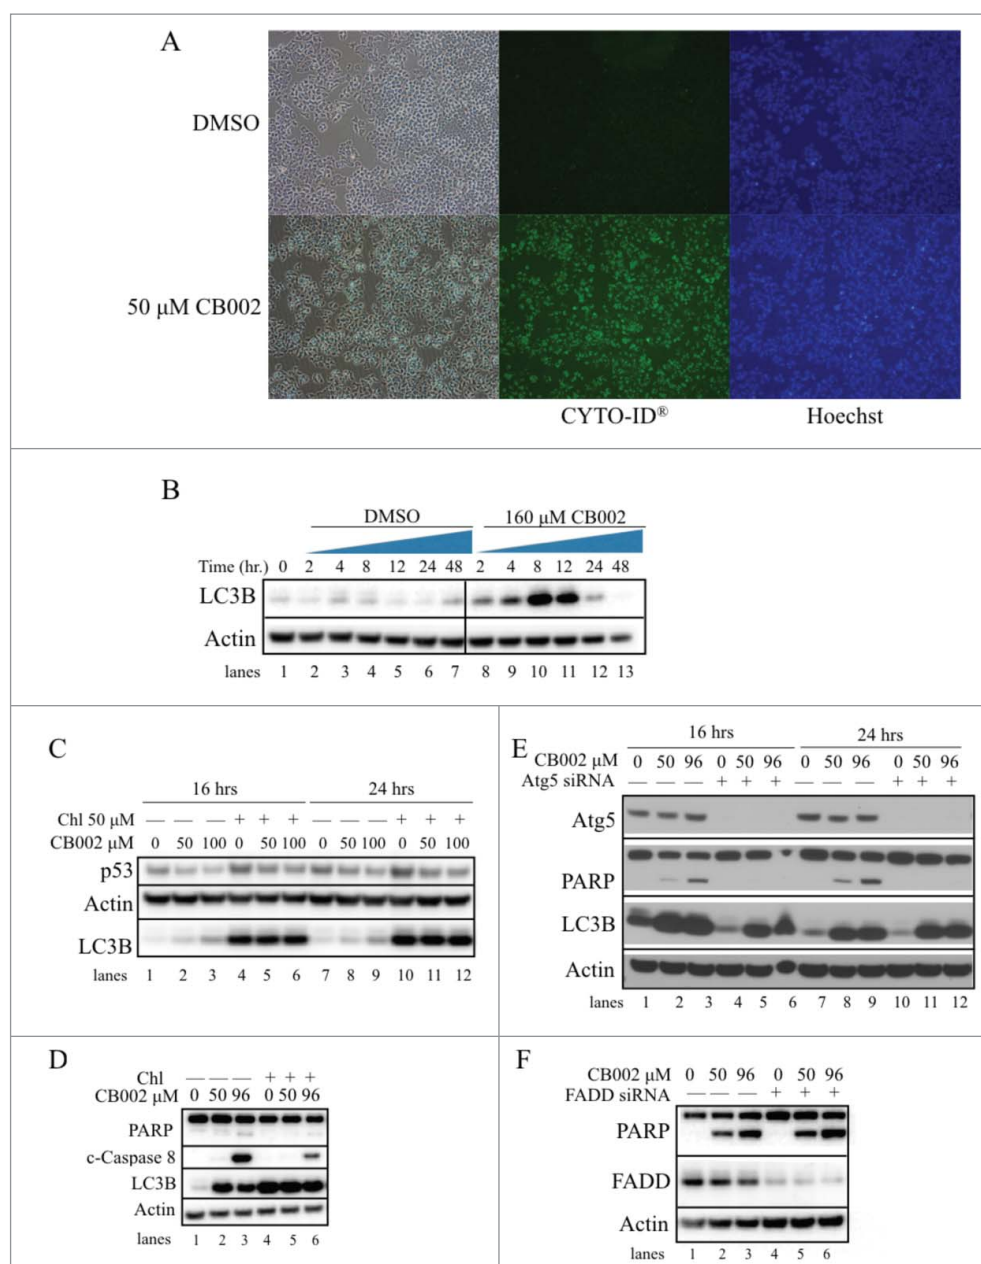 A
DMSO
50 μM CB002
CYTO-ID® Hoechst
B
DMSO 160 μM CB002
Time (hr.) 0 2 4 8 12 24 48 2 4 8 12 24 48
LC3B
Actin
lanes 1 2 3 4 5 6 7 8 9 10 11 12 13
C
16 hrs 24 hrs
Chl 50 μM — — — + + + — — — + + +
CB002 μM 0 50 100 0 50 100 0 50 100 0 50 100
p53
Actin
LC3B
lanes 1 2 3 4 5 6 7 8 9 10 11 12
E
16 hrs 24 hrs
CB002 μM 0 50 96 0 50 96 0 50 96 0 50 96
Atg5 siRNA — — — + + + — — — + + +
Atg5
PARP
LC3B
Actin
lanes 1 2 3 4 5 6 7 8 9 10 11 12
D
Chl — — — + + +
CB002 μM 0 50 96 0 50 96
PARP
c-Caspase 8
LC3B
Actin
lanes 1 2 3 4 5 6
F
CB002 μM 0 50 96 0 50 96
FADD siRNA — — — + + +
PARP
FADD
Actin
lanes 1 2 3 4 5 6